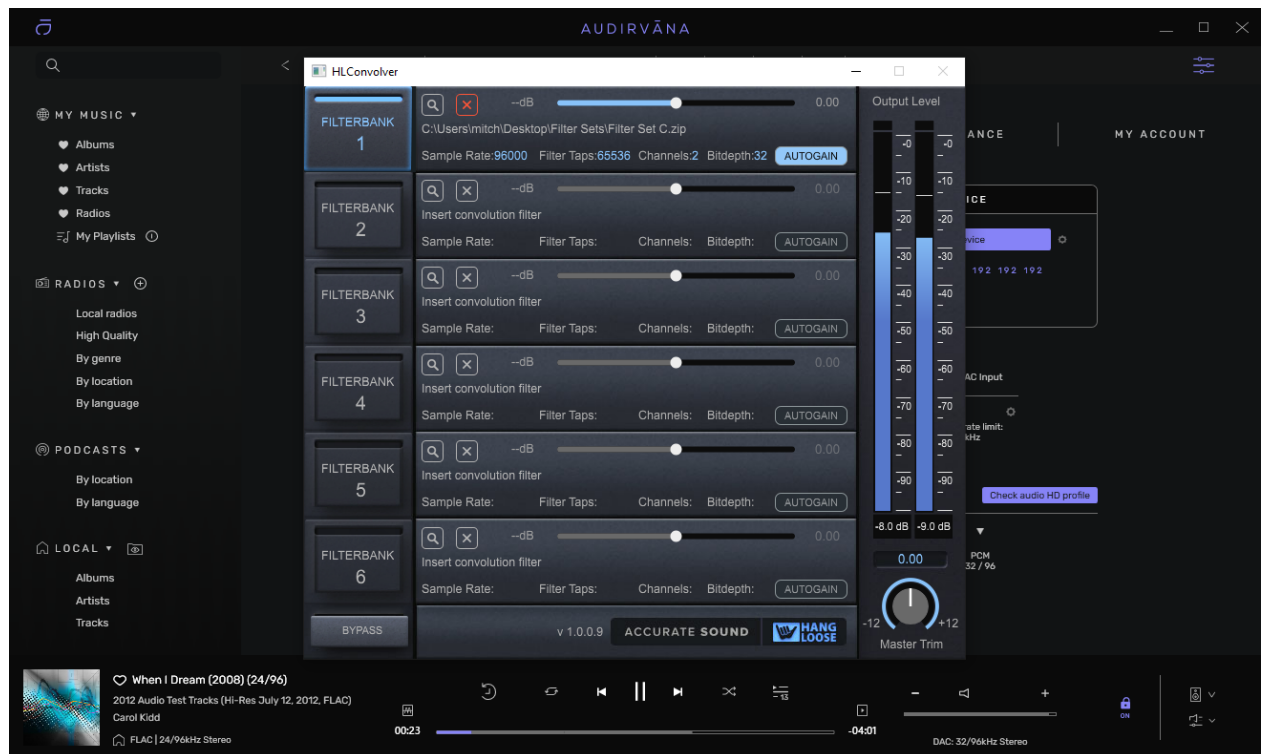 AUDIRVĀNA
HLConvolver
MY MUSIC
Albums
Artists
Tracks
Radios
My Playlists
RADIOS
Local radios
High Quality
By genre
By location
By language
PODCASTS
By location
By language
LOCAL
Albums
Artists
Tracks
FILTERBANK
1
--dB 0.00
C:\Users\mitch\Desktop\Filter Sets\Filter Set C.zip
Sample Rate:96000 Filter Taps:65536 Channels:2 Bitdepth:32 AUTOGAIN
FILTERBANK
2
--dB 0.00
Insert convolution filter
Sample Rate: Filter Taps: Channels: Bitdepth: AUTOGAIN
FILTERBANK
3
--dB 0.00
Insert convolution filter
Sample Rate: Filter Taps: Channels: Bitdepth: AUTOGAIN
FILTERBANK
4
--dB 0.00
Insert convolution filter
Sample Rate: Filter Taps: Channels: Bitdepth: AUTOGAIN
FILTERBANK
5
--dB 0.00
Insert convolution filter
Sample Rate: Filter Taps: Channels: Bitdepth: AUTOGAIN
FILTERBANK
6
--dB 0.00
Insert convolution filter
Sample Rate: Filter Taps: Channels: Bitdepth: AUTOGAIN
BYPASS
v 1.0.0.9 ACCURATE SOUND HANG
LOOSE
Output Level
-0 -0
-10 -10
-20 -20
-30 -30
-40 -40
-50 -50
-60 -60
-70 -70
-80 -80
-90 -90
-8.0 dB -9.0 dB
0.00
-12 +12
Master Trim
ANCE
MY ACCOUNT
ICE
vice
192 192 192
AC Input
rate limit:
kHz
Check audio HD profile
PCM
32 / 96
When I Dream (2008) (24/96)
2012 Audio Test Tracks (Hi-Res July 12, 2012, FLAC)
Carol Kidd
FLAC | 24/96kHz Stereo
13
00:23
-04:01
- +
DAC: 32/96kHz Stereo
ON